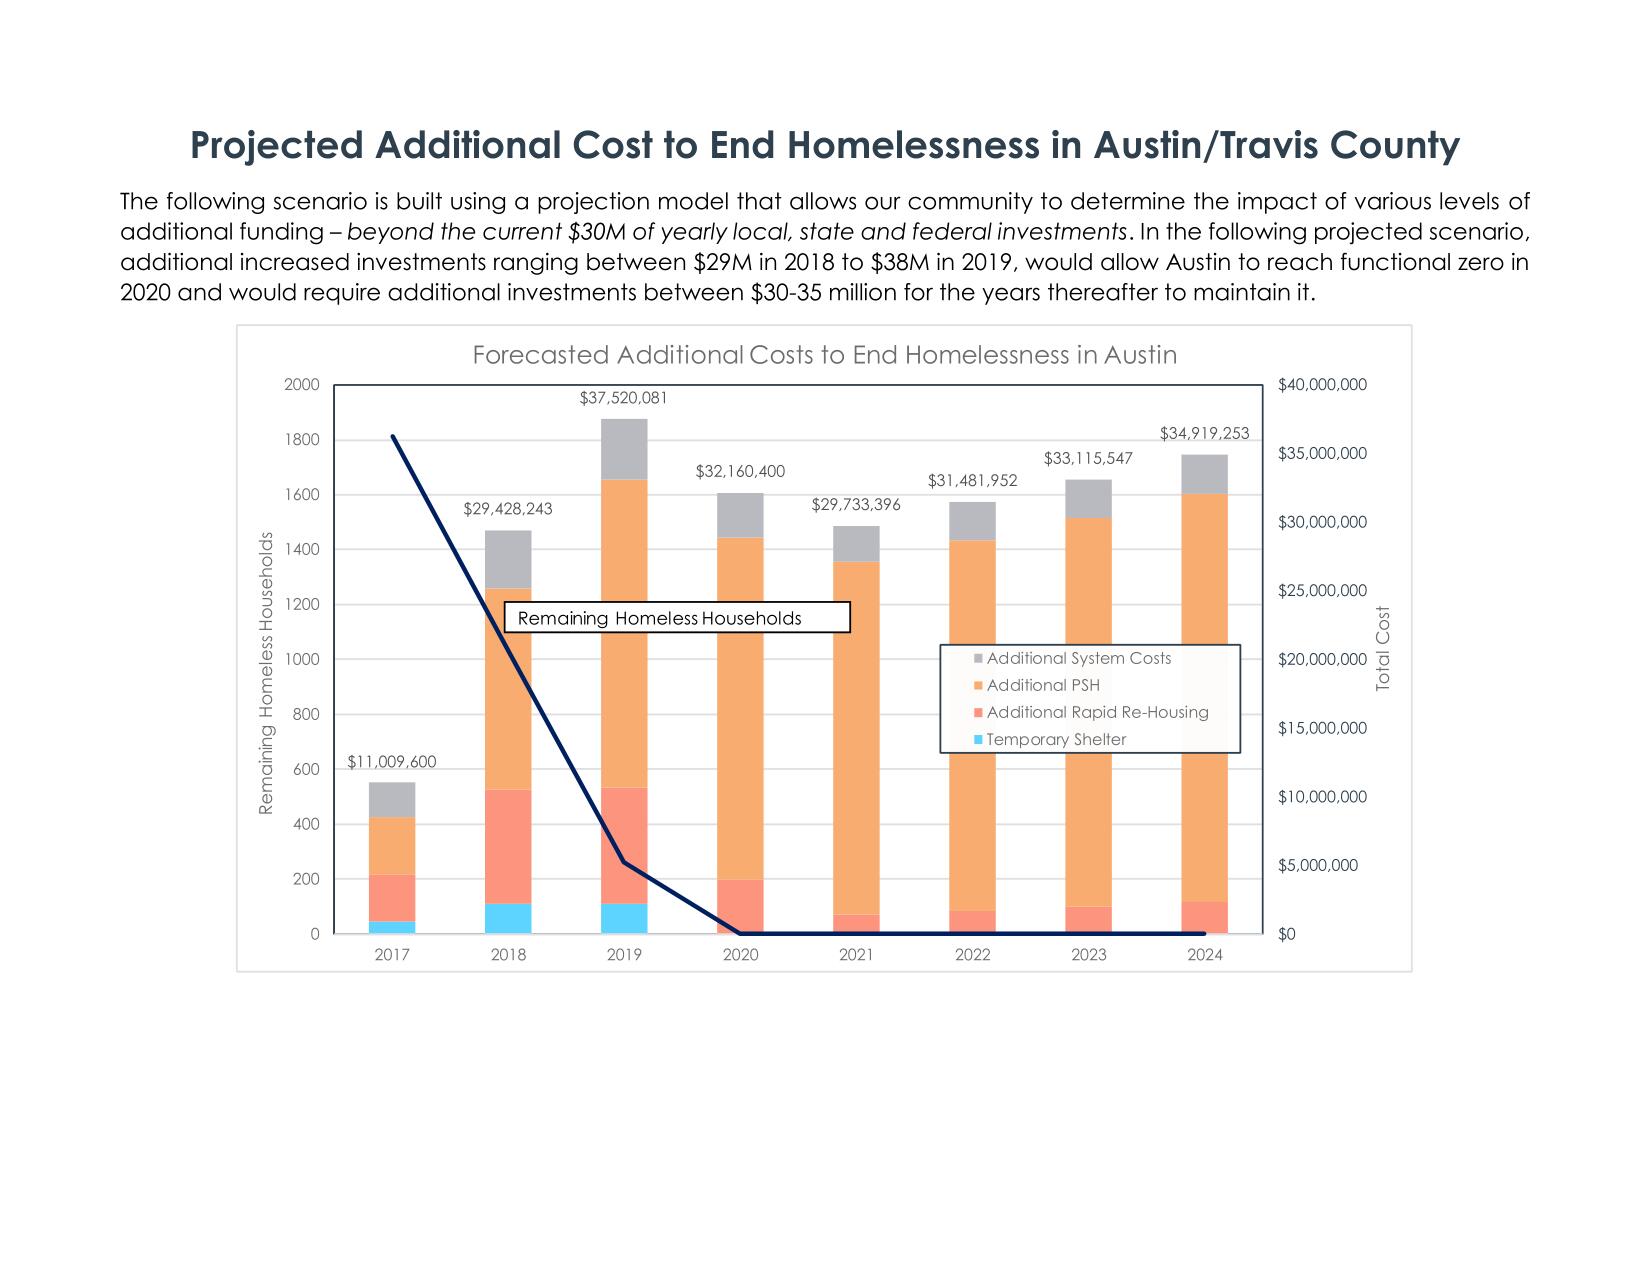 Projected Additional Cost to End Homelessness in Austin/Travis County
The following scenario is built using a projection model that allows our community to determine the impact of various levels of
additional funding – beyond the current $30M of yearly local, state and federal investments. In the following projected scenario,
additional increased investments ranging between $29M in 2018 to $38M in 2019, would allow Austin to reach functional zero in
2020 and would require additional investments between $30-35 million for the years thereafter to maintain it.
Forecasted Additional Costs to End Homelessness in Austin
Remaining Homeless Households
2000
1800
1600
1400
1200
1000
800
600
400
200
0
$11,009,600
$29,428,243
$37,520,081
$32,160,400
$29,733,396
$31,481,952
$33,115,547
$34,919,253
Remaining Homeless Households
Additional System Costs
Additional PSH
Additional Rapid Re-Housing
Temporary Shelter
$40,000,000
$35,000,000
$30,000,000
$25,000,000
$20,000,000
$15,000,000
$10,000,000
$5,000,000
$0
Total Cost
2017 2018 2019 2020 2021 2022 2023 2024